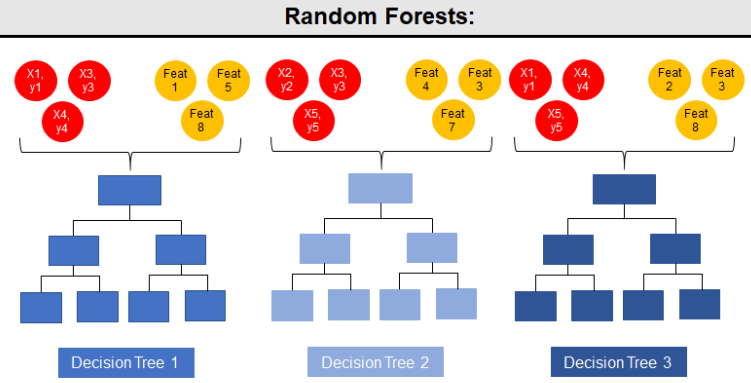 Random Forests:
X1,
y1
X3,
y3
X4,
y4
Feat
1
Feat
5
Feat
8
X2,
y2
X3,
y3
X5,
y5
Feat
4
Feat
3
Feat
7
X1,
y1
X4,
y4
X5,
y5
Feat
2
Feat
3
Feat
8
Decision Tree 1
Decision Tree 2
Decision Tree 3